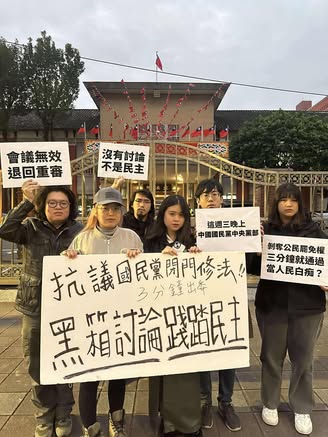 會議無效
退回重審
沒有討論
不是民主
這週三晚上
中國國民黨中央黨部
剝奪公民罷免權
三分鐘就通過
當人民白痴？
抗議國民黨閉門修法!!
三分鐘出草
黑箱討論踐踏民主